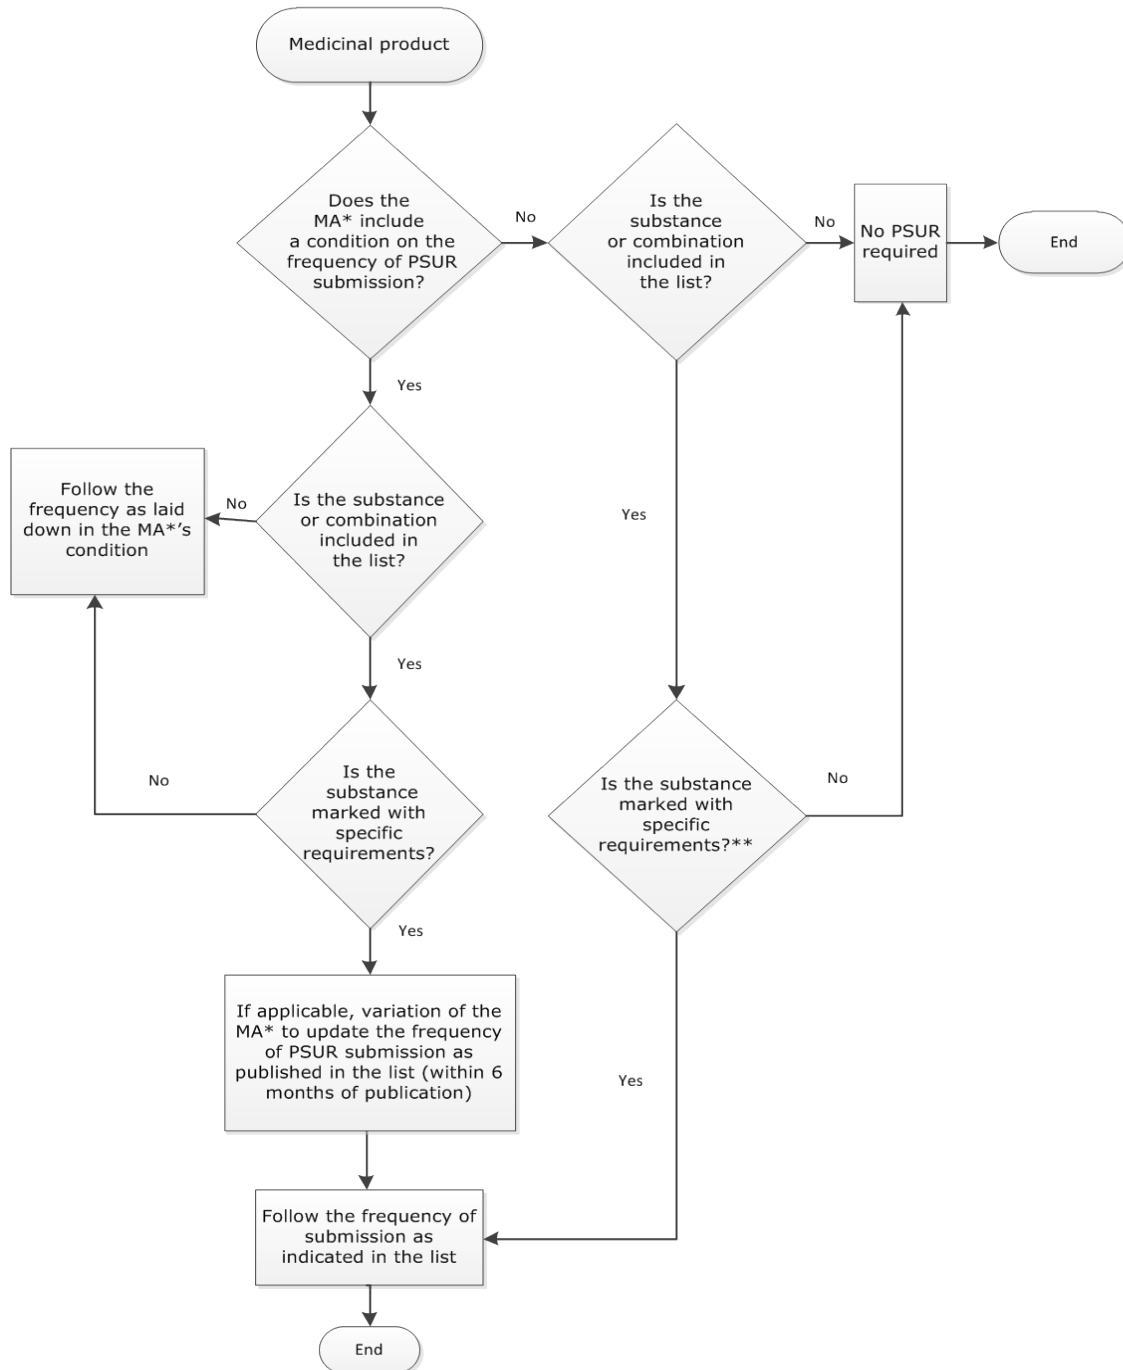 Medicinal product
Does the
MA* include
a condition on the
frequency of PSUR
submission?
No
Is the
substance
or combination
included in
the list?
No
No PSUR
required
End
Yes
Follow the
frequency as laid
down in the MA*'s
condition
No
Is the substance
or combination
included in
the list?
Yes
Yes
No
Is the
substance
marked with
specific
requirements?
Is the substance
marked with
specific
requirements?**
No
Yes
If applicable, variation of the
MA* to update the frequency
of PSUR submission as
published in the list (within 6
months of publication)
Yes
Follow the frequency of
submission as
indicated in the list
End